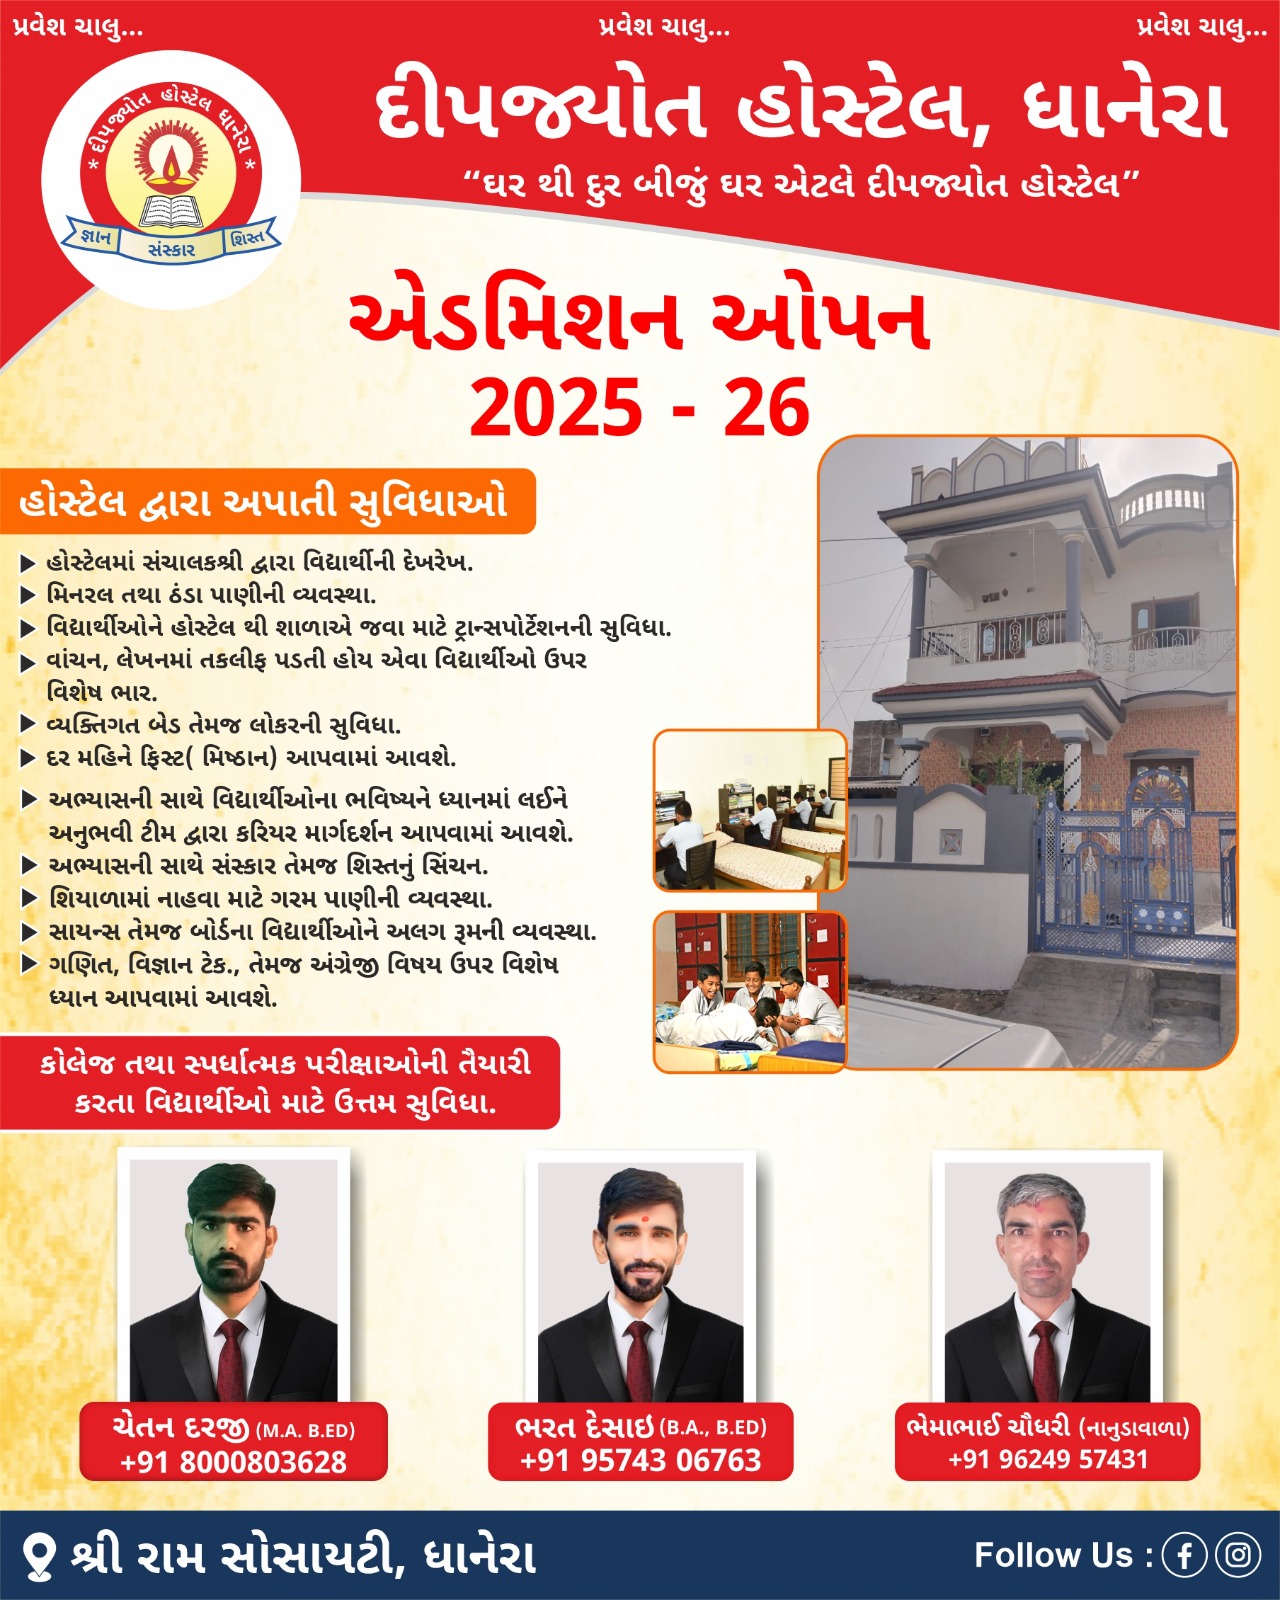 પ્રવેશ ચાલુ...
પ્રવેશ ચાલુ...
પ્રવેશ ચાલુ...
* દીપજ્યોત હોસ્ટેલ ધાનેરા *
જ્ઞાન
સંસ્કાર
શિસ્ત
દીપજ્યોત હોસ્ટેલ, ધાનેરા
“ઘર થી દુર બીજું ઘર એટલે દીપજ્યોત હોસ્ટેલ”
એડમિશન ઓપન
2025 - 26
હોસ્ટેલ દ્વારા અપાતી સુવિધાઓ
હોસ્ટેલમાં સંચાલકશ્રી દ્વારા વિદ્યાર્થીની દેખરેખ.
મિનરલ તથા ઠંડા પાણીની વ્યવસ્થા.
વિદ્યાર્થીઓને હોસ્ટેલ થી શાળાએ જવા માટે ટ્રાન્સપોર્ટેશનની સુવિધા.
વાંચન, લેખનમાં તકલીફ પડતી હોય એવા વિદ્યાર્થીઓ ઉપર
વિશેષ ભાર.
વ્યક્તિગત બેડ તેમજ લોકરની સુવિધા.
દર મહિને ફિસ્ટ( મિષ્ઠાન) આપવામાં આવશે.
અભ્યાસની સાથે વિદ્યાર્થીઓના ભવિષ્યને ધ્યાનમાં લઈને
અનુભવી ટીમ દ્વારા કરિયર માર્ગદર્શન આપવામાં આવશે.
અભ્યાસની સાથે સંસ્કાર તેમજ શિસ્તનું સિંચન.
શિયાળામાં નાહવા માટે ગરમ પાણીની વ્યવસ્થા.
સાયન્સ તેમજ બોર્ડના વિદ્યાર્થીઓને અલગ રૂમની વ્યવસ્થા.
ગણિત, વિજ્ઞાન ટેક., તેમજ અંગ્રેજી વિષય ઉપર વિશેષ
ધ્યાન આપવામાં આવશે.
કોલેજ તથા સ્પર્ધાત્મક પરીક્ષાઓની તૈયારી
કરતા વિદ્યાર્થીઓ માટે ઉત્તમ સુવિધા.
ચેતન દરજી (M.A. B.ED)
+91 8000803628
ભરત દેસાઇ (B.A., B.ED)
+91 95743 06763
ભેમાભાઈ ચૌધરી (નાનુડાવાળા)
+91 96249 57431
શ્રી રામ સોસાયટી, ધાનેરા
Follow Us :